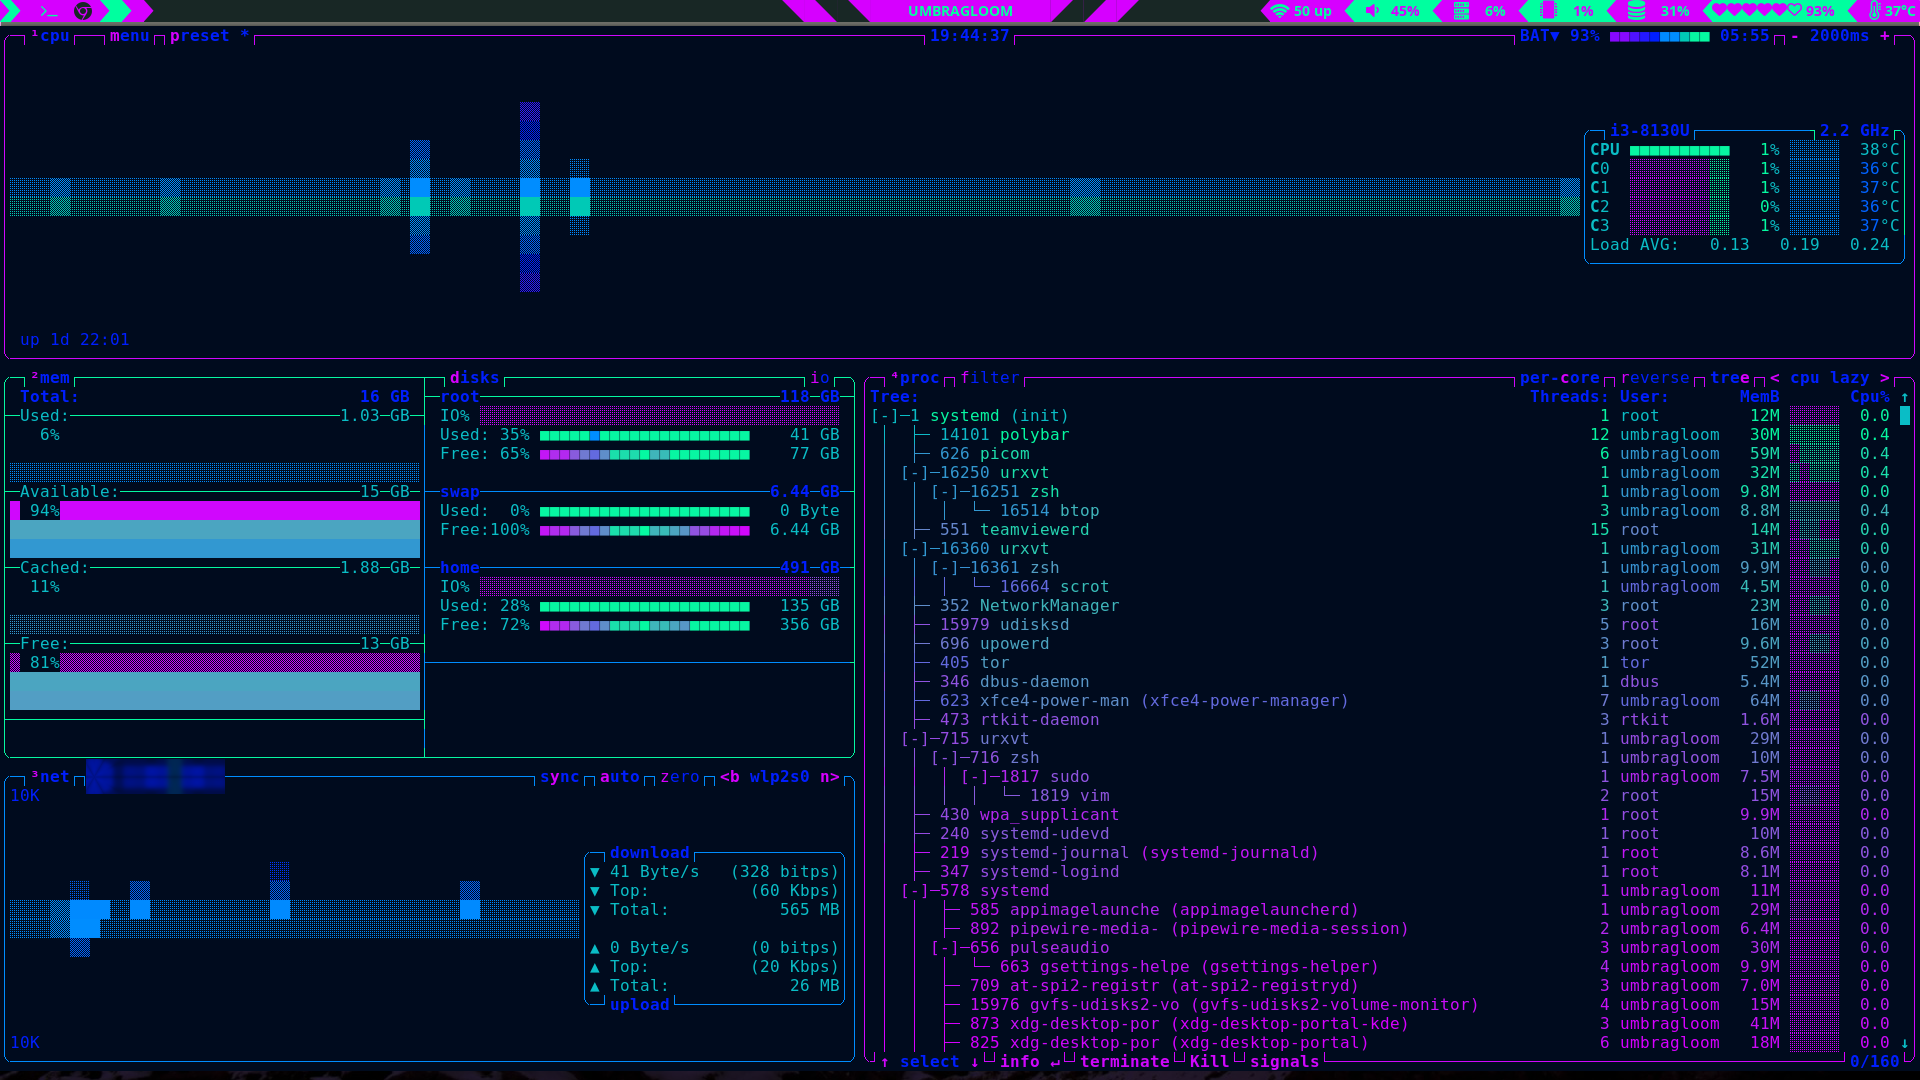 >_ UMBRAGLOOM 50 up 45% 6% 1% 31% 93% 37°C
¹cpu menu preset * 19:44:37 BAT▼ 93% 05:55 - 2000ms +
i3-8130U 2.2 GHz
CPU 1% 38°C
C0 1% 36°C
C1 1% 37°C
C2 0% 36°C
C3 1% 37°C
Load AVG: 0.13 0.19 0.24
up 1d 22:01
²mem
Total: 16 GB
Used: 1.03 GB
6%
Available: 15 GB
94%
Cached: 1.88 GB
11%
Free: 13 GB
81%
disks io
root 118 GB
IO%
Used: 35% 41 GB
Free: 65% 77 GB
swap 6.44 GB
Used: 0% 0 Byte
Free:100% 6.44 GB
home 491 GB
IO%
Used: 28% 135 GB
Free: 72% 356 GB
³net sync auto zero <b wlp2s0 n>
10K
download
▼ 41 Byte/s (328 bitps)
▼ Top: (60 Kbps)
▼ Total: 565 MB
▲ 0 Byte/s (0 bitps)
▲ Top: (20 Kbps)
▲ Total: 26 MB
upload
10K
⁴proc filter per-core reverse tree < cpu lazy >
Tree: Threads: User: MemB Cpu% ↑
[-]─1 systemd (init) 1 root 12M 0.0
├─ 14101 polybar 12 umbragloom 30M 0.4
├─ 626 picom 6 umbragloom 59M 0.4
[-]─16250 urxvt 1 umbragloom 32M 0.4
│ [-]─16251 zsh 1 umbragloom 9.8M 0.0
│ │ └─ 16514 btop 3 umbragloom 8.8M 0.4
├─ 551 teamviewerd 15 root 14M 0.0
[-]─16360 urxvt 1 umbragloom 31M 0.0
│ [-]─16361 zsh 1 umbragloom 9.9M 0.0
│ │ └─ 16664 scrot 1 umbragloom 4.5M 0.0
├─ 352 NetworkManager 3 root 23M 0.0
├─ 15979 udisksd 5 root 16M 0.0
├─ 696 upowerd 3 root 9.6M 0.0
├─ 405 tor 1 tor 52M 0.0
├─ 346 dbus-daemon 1 dbus 5.4M 0.0
├─ 623 xfce4-power-man (xfce4-power-manager) 7 umbragloom 64M 0.0
├─ 473 rtkit-daemon 3 rtkit 1.6M 0.0
[-]─715 urxvt 1 umbragloom 29M 0.0
│ [-]─716 zsh 1 umbragloom 10M 0.0
│ │ [-]─1817 sudo 1 umbragloom 7.5M 0.0
│ │ │ └─ 1819 vim 2 root 15M 0.0
├─ 430 wpa_supplicant 1 root 9.9M 0.0
├─ 240 systemd-udevd 1 root 10M 0.0
├─ 219 systemd-journal (systemd-journald) 1 root 8.6M 0.0
├─ 347 systemd-logind 1 root 8.1M 0.0
[-]─578 systemd 1 umbragloom 11M 0.0
│ ├─ 585 appimagelaunche (appimagelauncherd) 1 umbragloom 29M 0.0
│ ├─ 892 pipewire-media- (pipewire-media-session) 2 umbragloom 6.4M 0.0
│ [-]─656 pulseaudio 3 umbragloom 30M 0.0
│ │ └─ 663 gsettings-helpe (gsettings-helper) 4 umbragloom 9.9M 0.0
│ ├─ 709 at-spi2-registr (at-spi2-registryd) 3 umbragloom 7.0M 0.0
│ ├─ 15976 gvfs-udisks2-vo (gvfs-udisks2-volume-monitor) 4 umbragloom 15M 0.0
│ ├─ 873 xdg-desktop-por (xdg-desktop-portal-kde) 3 umbragloom 41M 0.0
│ ├─ 825 xdg-desktop-por (xdg-desktop-portal) 6 umbragloom 18M 0.0 ↓
↑ select ↓ info ↵ terminate Kill signals 0/160